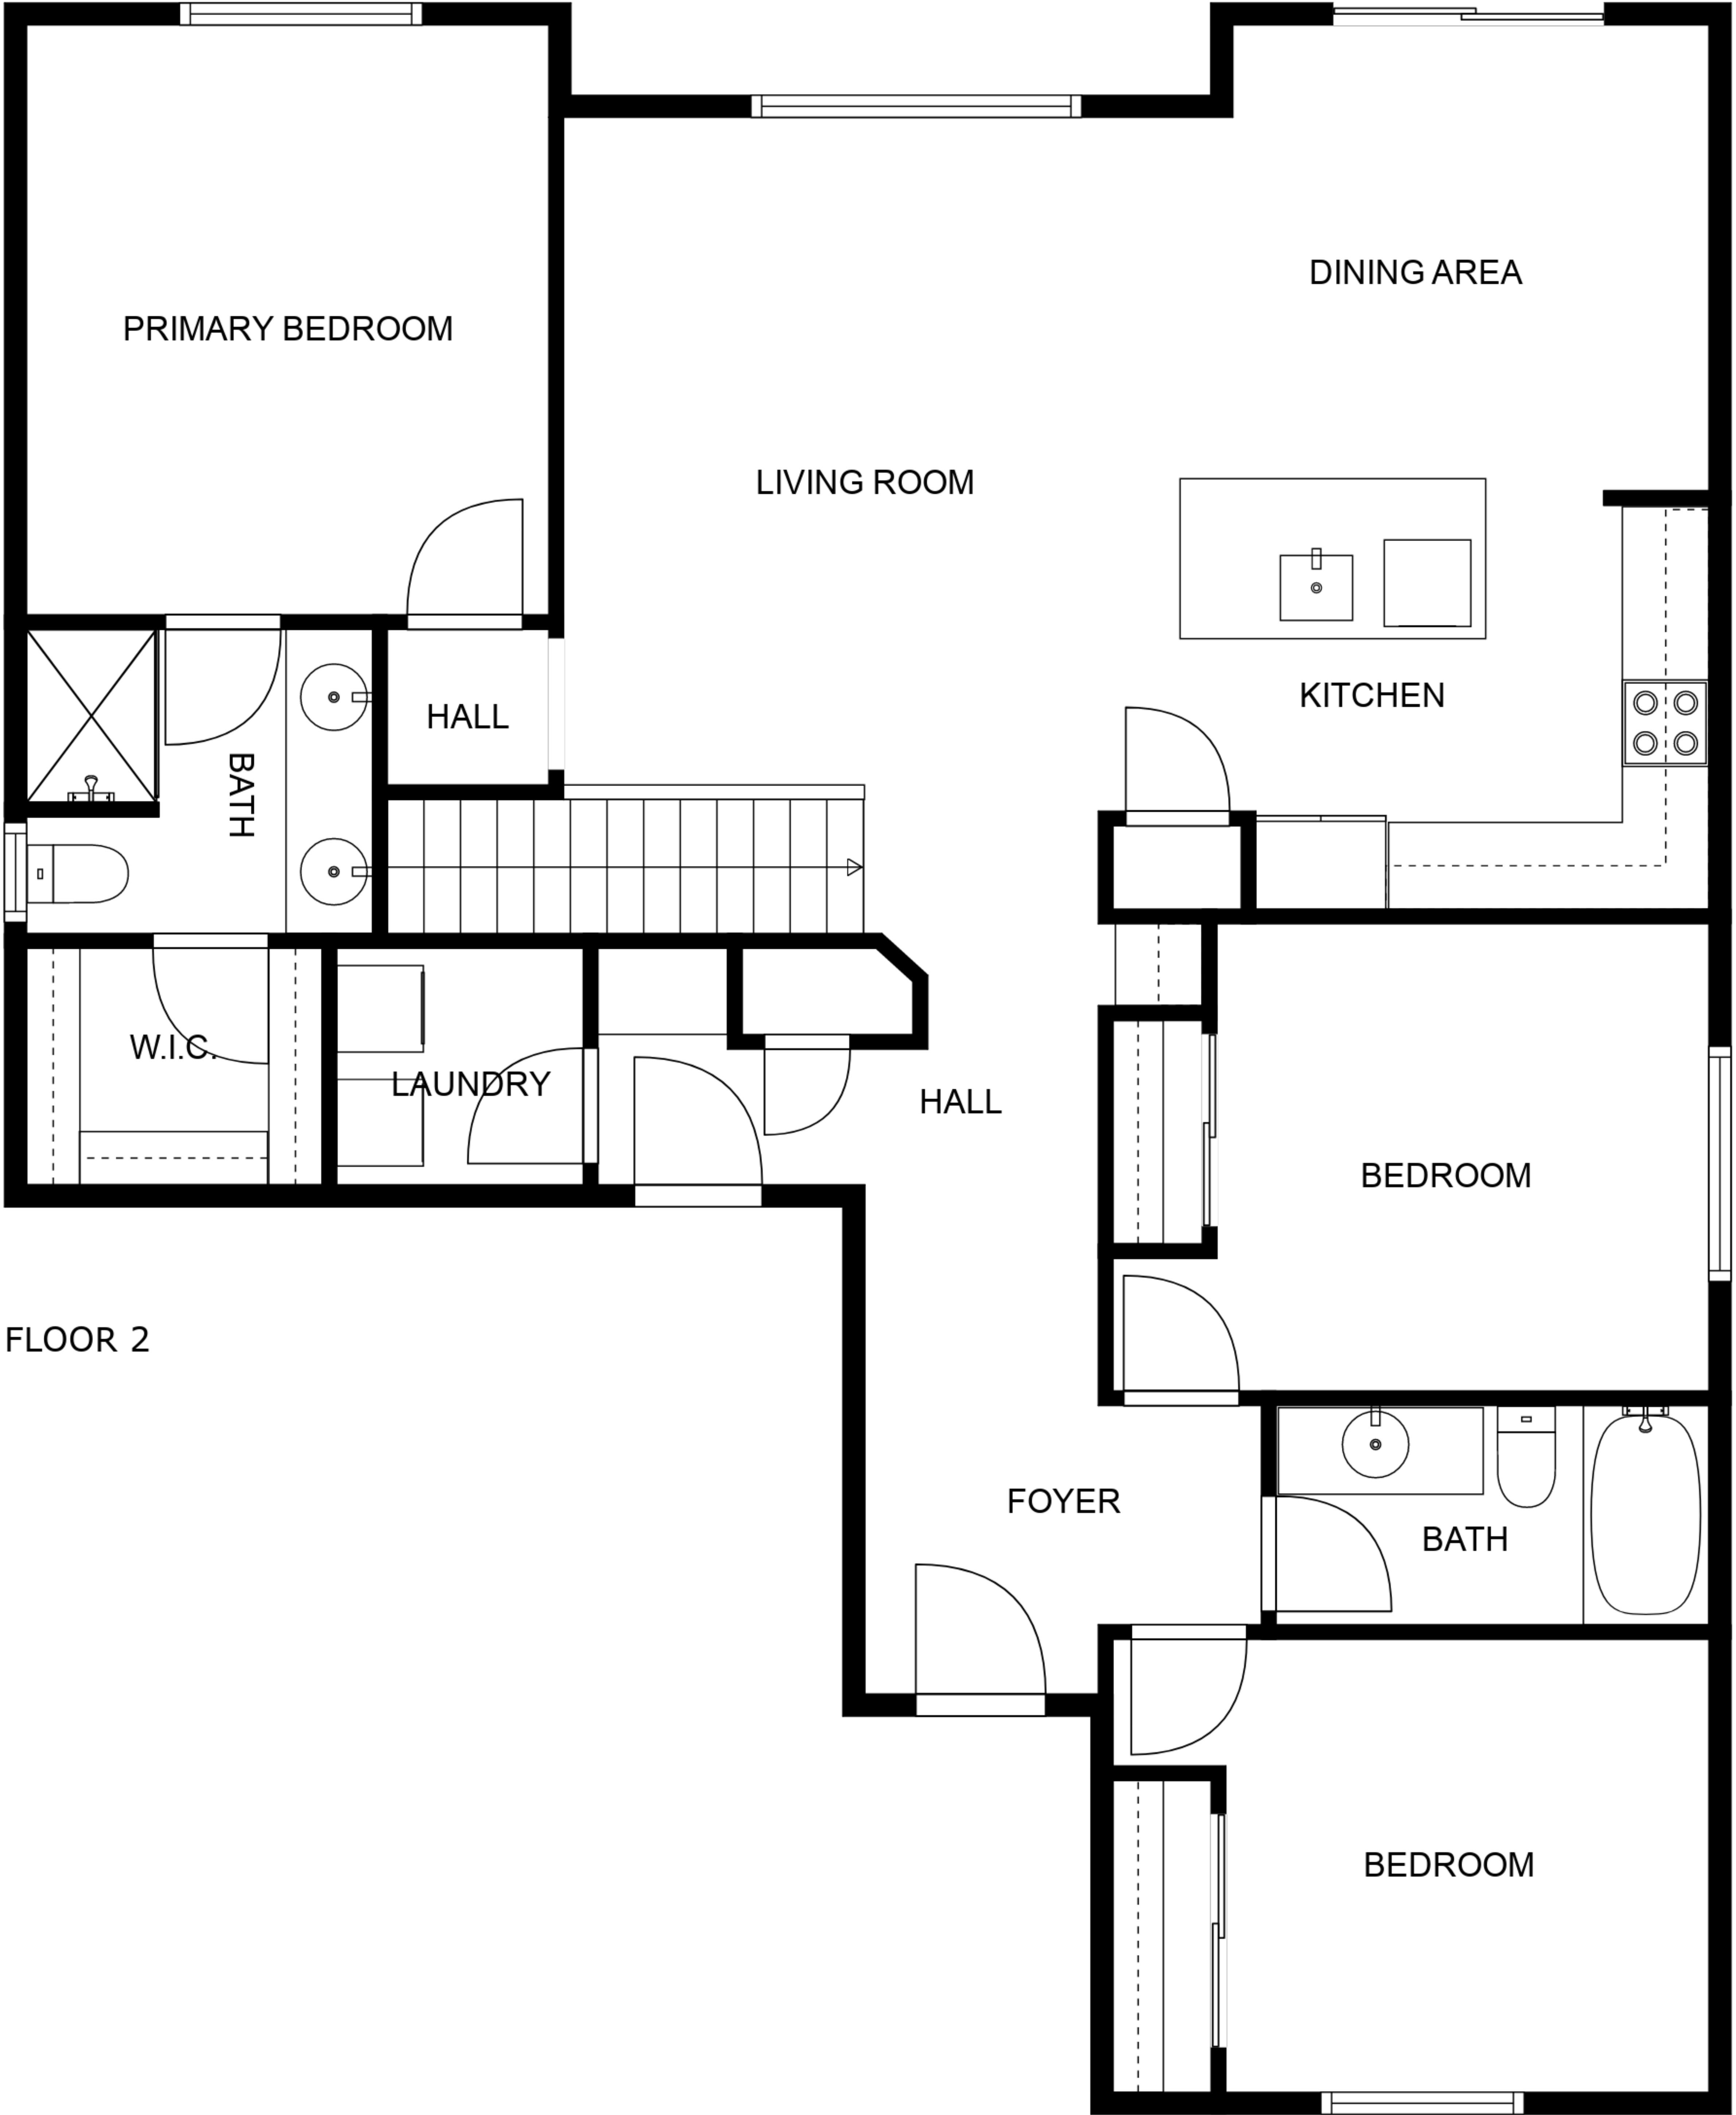 DINING AREA
PRIMARY BEDROOM
LIVING ROOM
KITCHEN
HALL
BATH
W.I.C.
LAUNDRY
HALL
BEDROOM
FLOOR 2
FOYER
BATH
BEDROOM